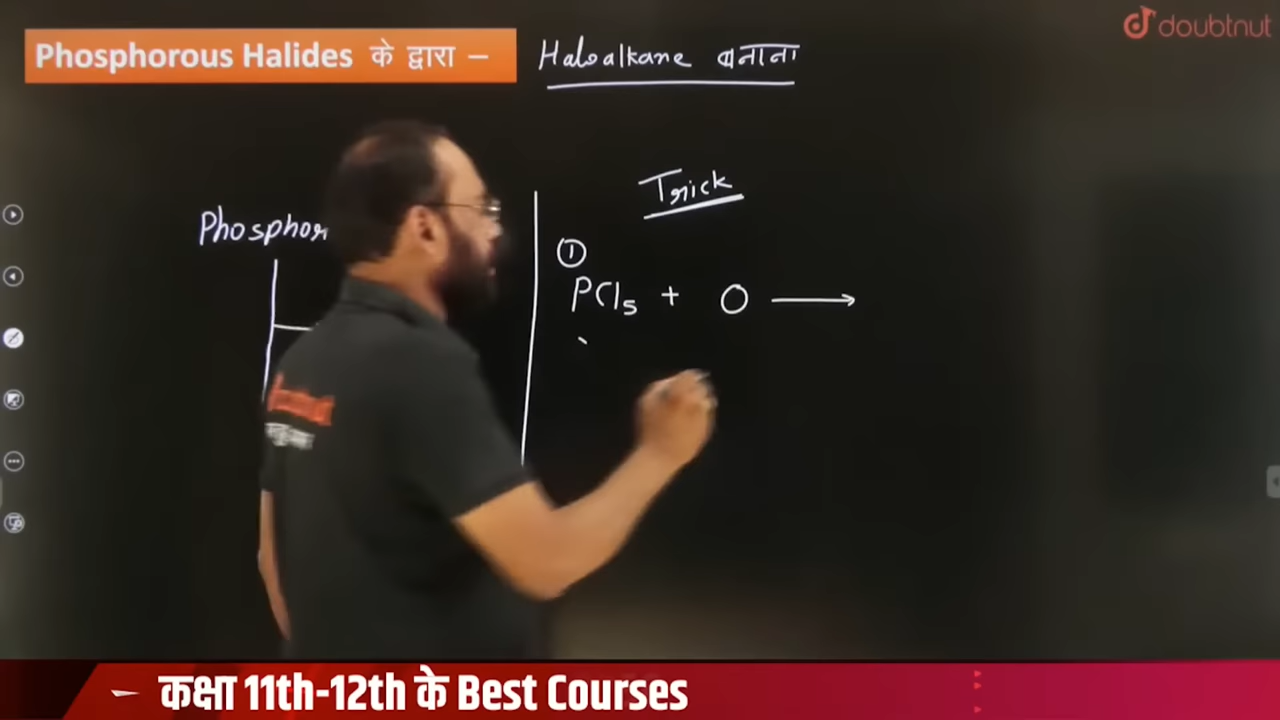 doubtnut
Phosphorous Halides के द्वारा – Haloalkane बनाना
Trick
Phosphor
①
PCl₅ + O ⟶
कक्षा 11th-12th के Best Courses